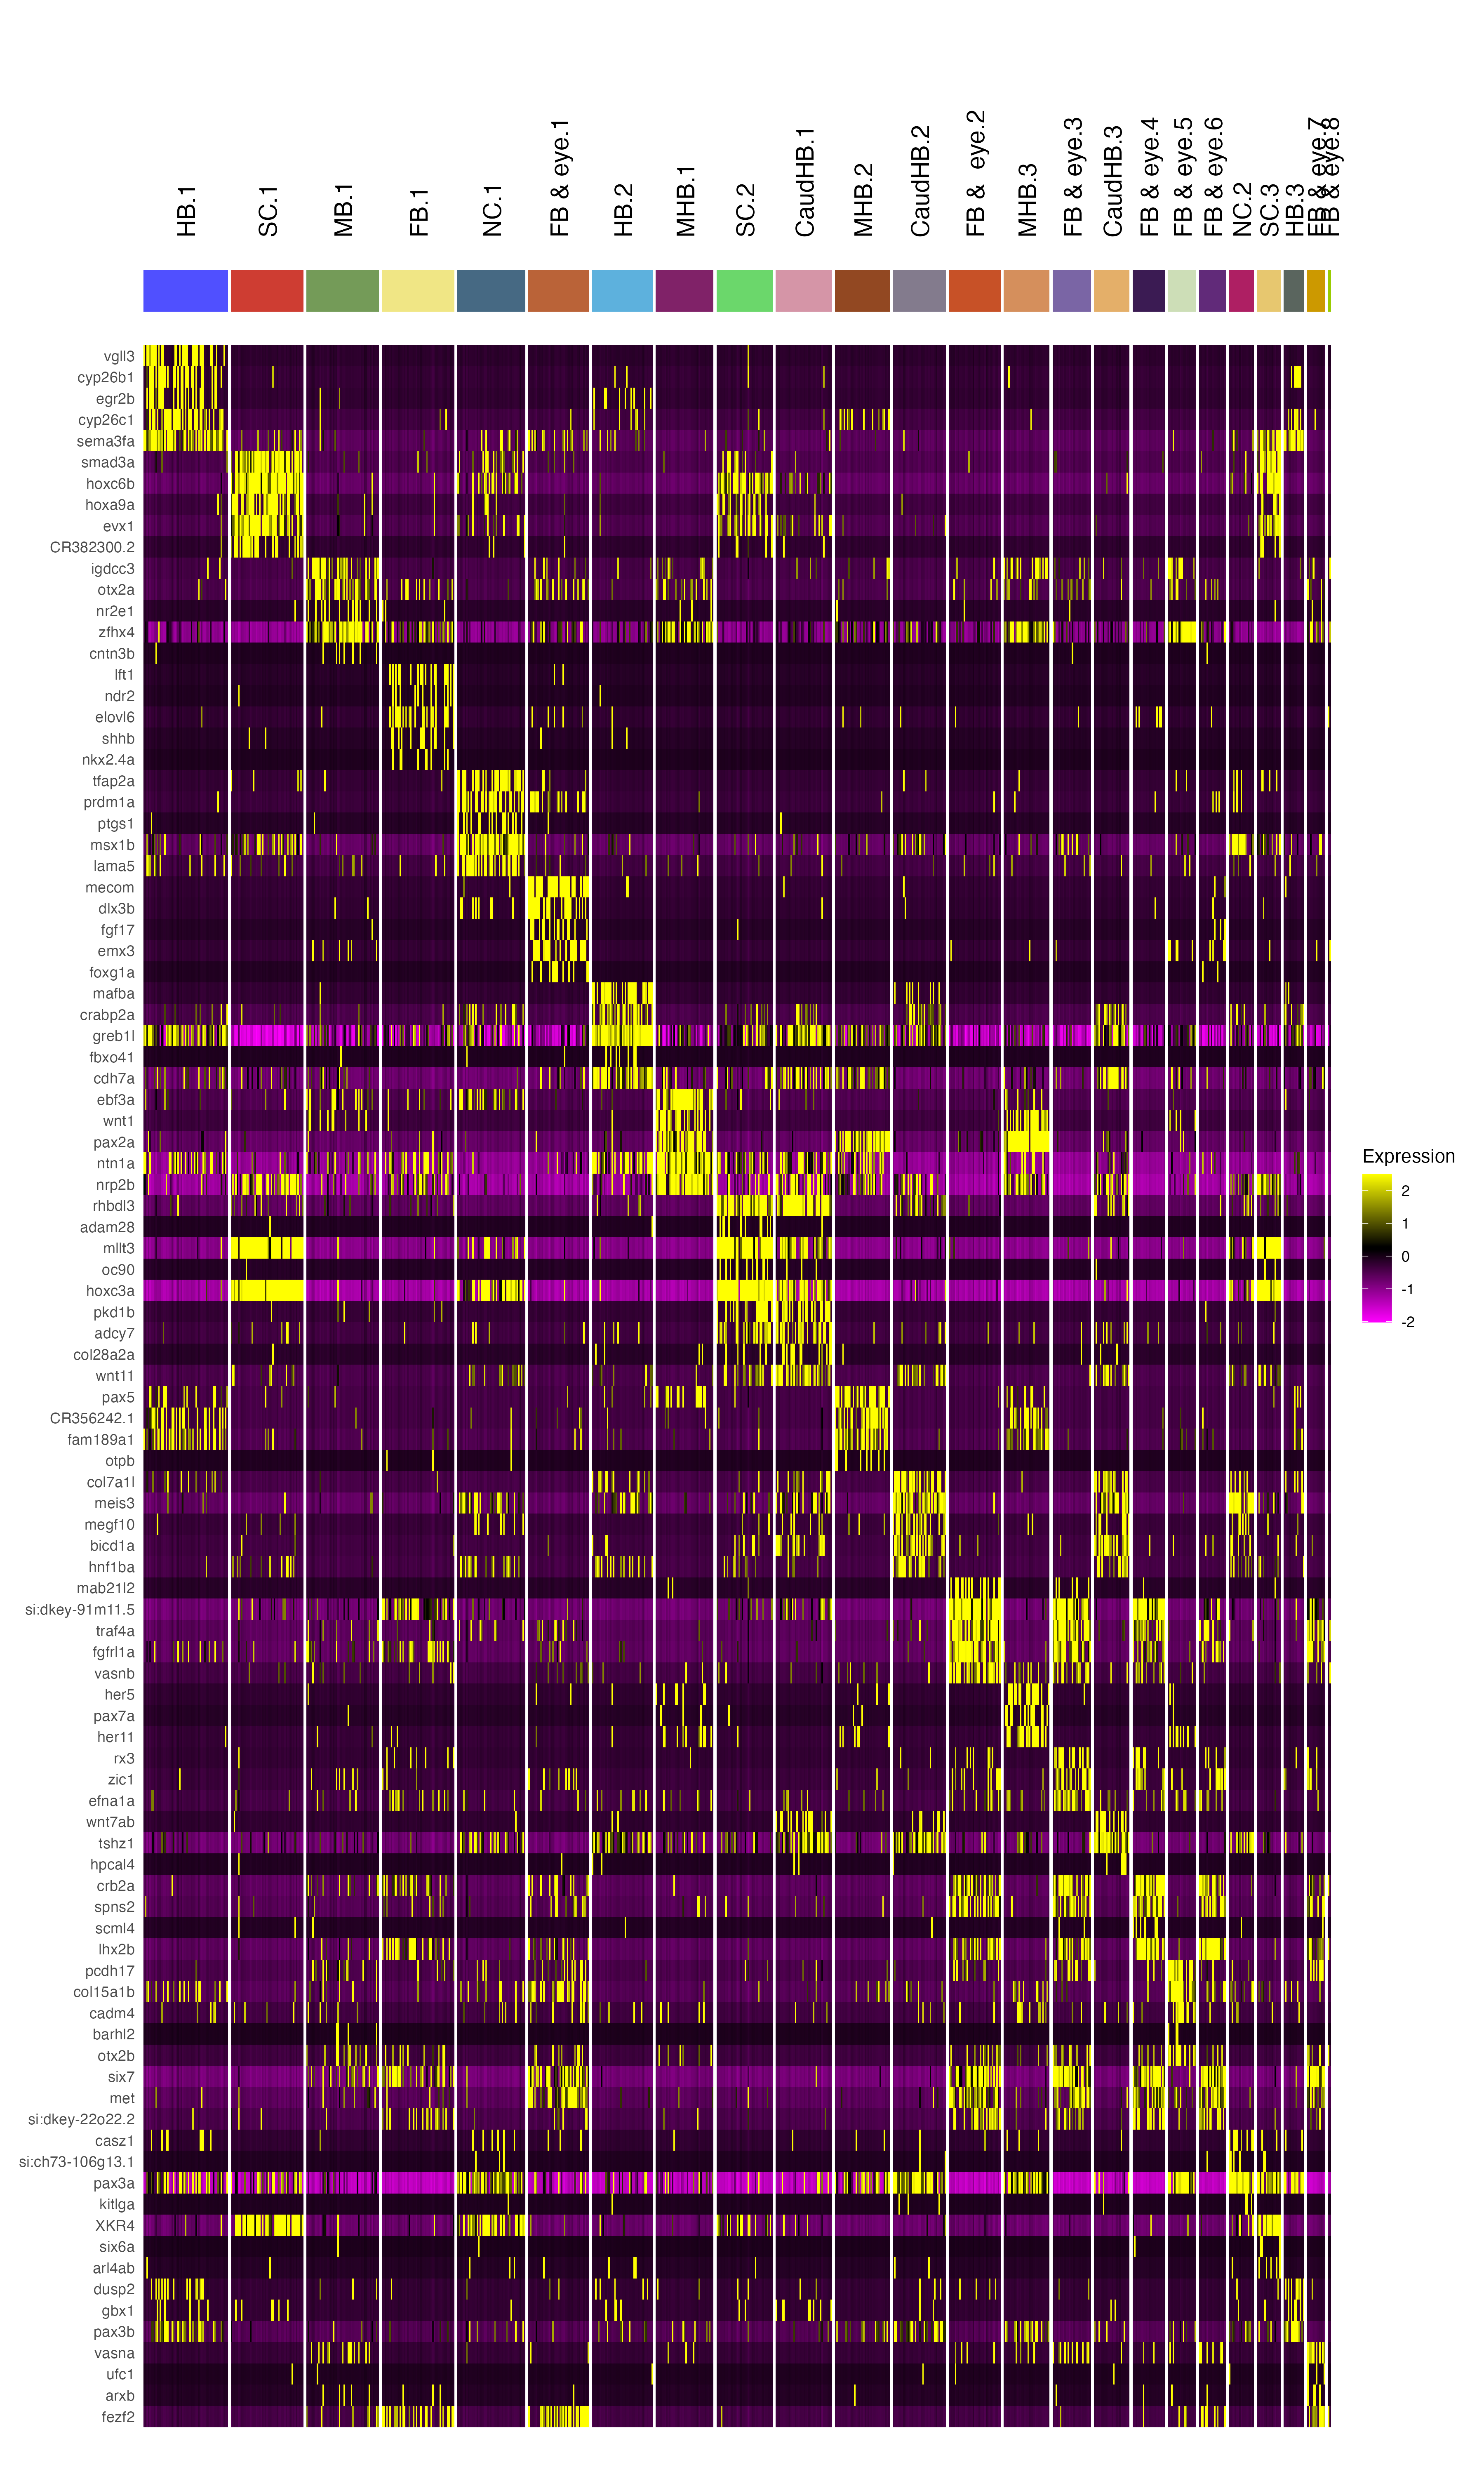 HB.1
SC.1
MB.1
FB.1
NC.1
FB & eye.1
HB.2
MHB.1
SC.2
CaudHB.1
MHB.2
CaudHB.2
FB &  eye.2
MHB.3
FB & eye.3
CaudHB.3
FB & eye.4
FB & eye.5
FB & eye.6
NC.2
SC.3
HB.3
FB & eye.7
FB & eye.8
vgll3
cyp26b1
egr2b
cyp26c1
sema3fa
smad3a
hoxc6b
hoxa9a
evx1
CR382300.2
igdcc3
otx2a
nr2e1
zfhx4
cntn3b
lft1
ndr2
elovl6
shhb
nkx2.4a
tfap2a
prdm1a
ptgs1
msx1b
lama5
mecom
dlx3b
fgf17
emx3
foxg1a
mafba
crabp2a
greb1l
fbxo41
cdh7a
ebf3a
wnt1
pax2a
ntn1a
nrp2b
rhbdl3
adam28
mllt3
oc90
hoxc3a
pkd1b
adcy7
col28a2a
wnt11
pax5
CR356242.1
fam189a1
otpb
col7a1l
meis3
megf10
bicd1a
hnf1ba
mab21l2
si:dkey-91m11.5
traf4a
fgfrl1a
vasnb
her5
pax7a
her11
rx3
zic1
efna1a
wnt7ab
tshz1
hpcal4
crb2a
spns2
scml4
lhx2b
pcdh17
col15a1b
cadm4
barhl2
otx2b
six7
met
si:dkey-22o22.2
casz1
si:ch73-106g13.1
pax3a
kitlga
XKR4
six6a
arl4ab
dusp2
gbx1
pax3b
vasna
ufc1
arxb
fezf2
Expression
2
1
0
-1
-2